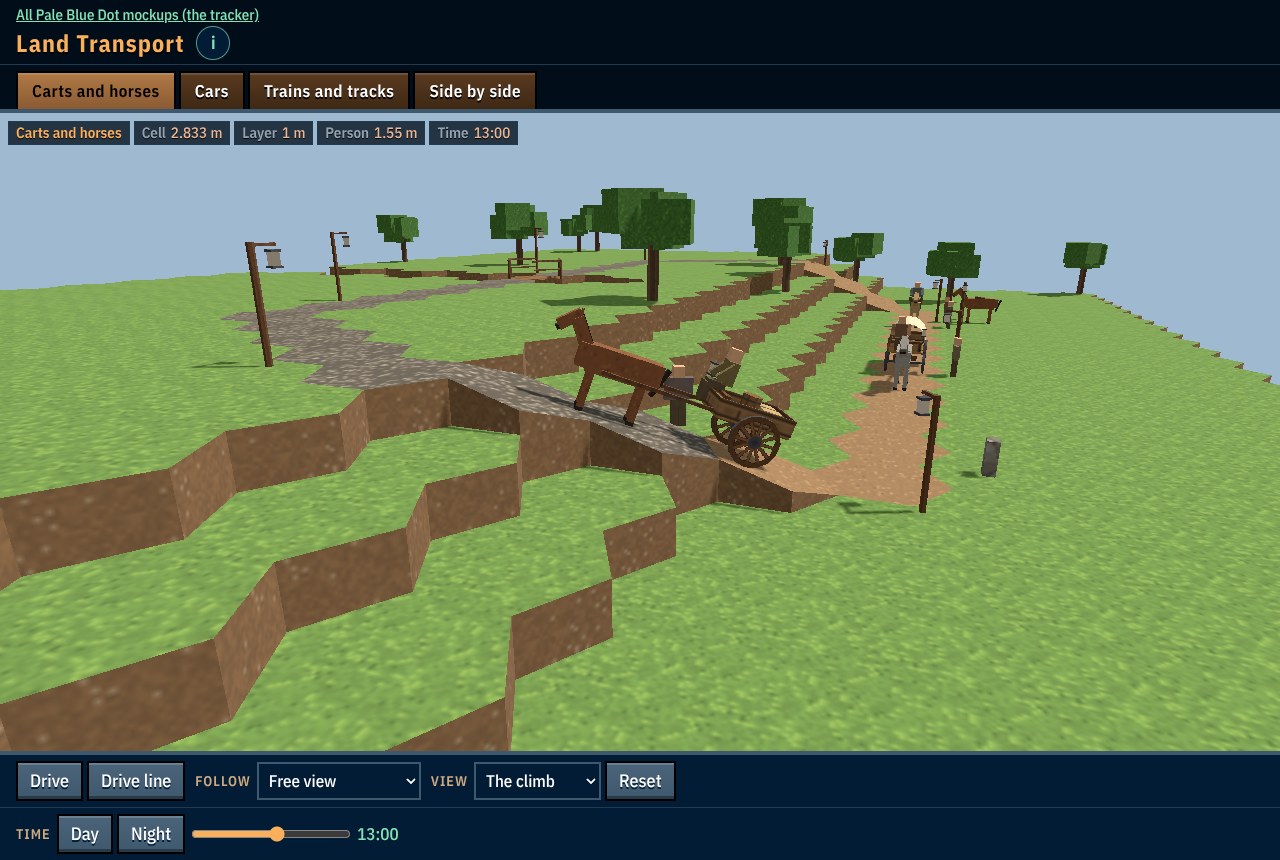 All Pale Blue Dot mockups (the tracker)
Land Transport i
Carts and horses Cars Trains and tracks Side by side
Carts and horses Cell 2.833 m Layer 1 m Person 1.55 m Time 13:00
Drive Drive line FOLLOW Free view VIEW The climb Reset
TIME Day Night 13:00